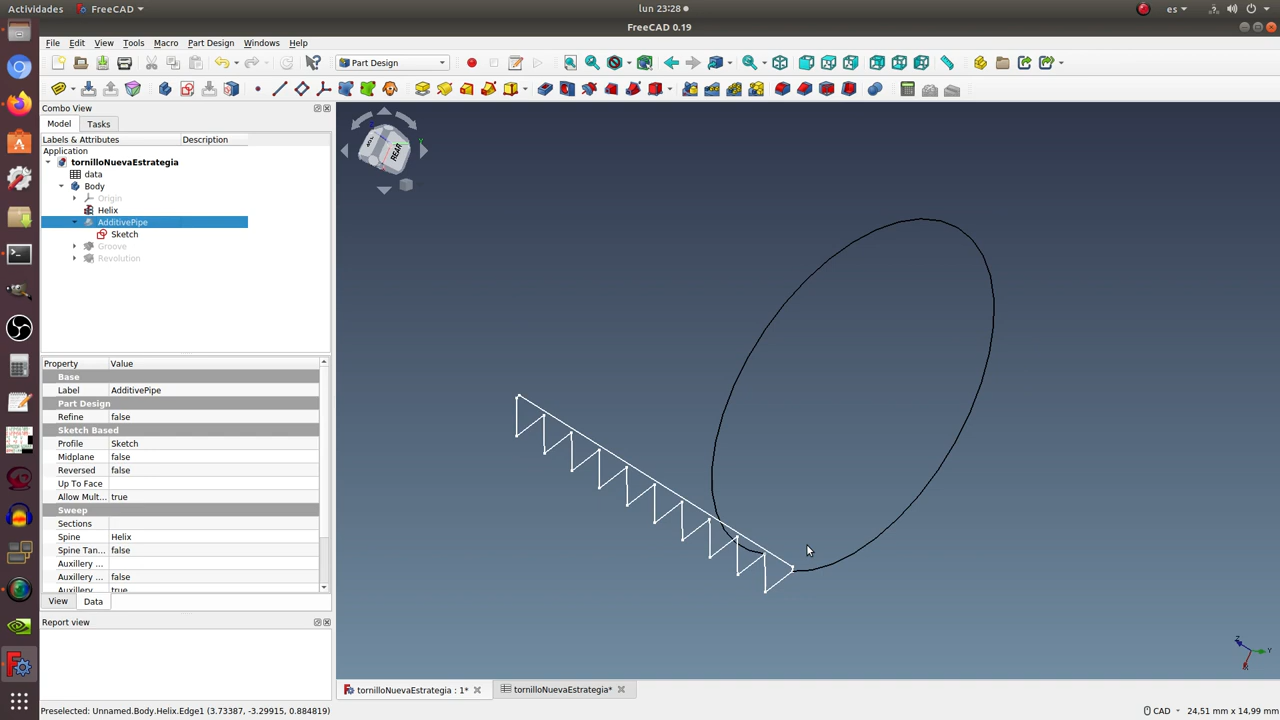 Actividades FreeCAD lun 23:28 es
FreeCAD 0.19
File Edit View Tools Macro Part Design Windows Help
Part Design
Combo View
Model Tasks
Labels & Attributes Description
Application
tornilloNuevaEstrategia
data
Body
Origin
Helix
AdditivePipe
Sketch
Groove
Revolution
REAR
Property Value
Base
Label AdditivePipe
Part Design
Refine false
Sketch Based
Profile Sketch
Midplane false
Reversed false
Up To Face
Allow Mult... true
Sweep
Sections
Spine Helix
Spine Tan... false
Auxillery ...
Auxillery ... false
Auxillery true
View Data
Report view
Z
Y
X
tornilloNuevaEstrategia : 1* tornilloNuevaEstrategia*
Preselected: Unnamed.Body.Helix.Edge1 (3.73387, -3.29915, 0.884819) CAD 24,51 mm x 14,99 mm